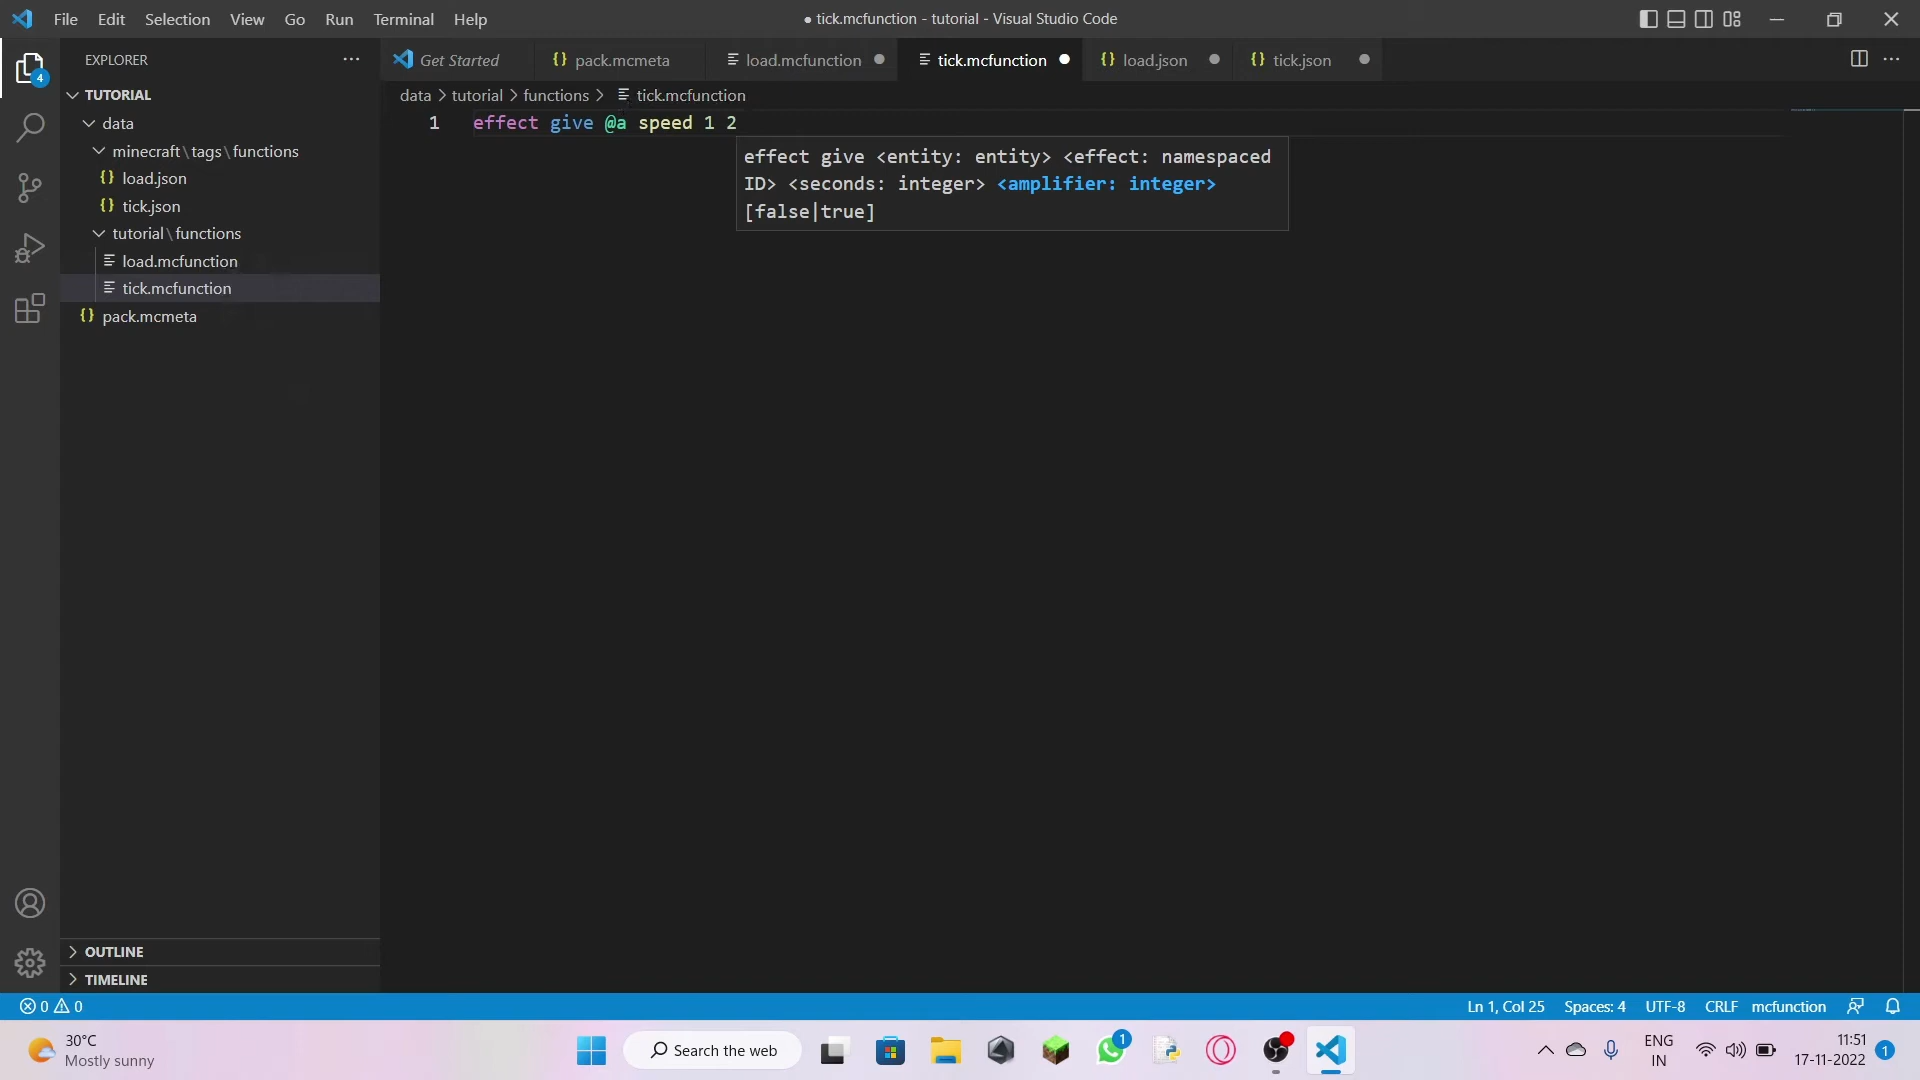 File Edit Selection View Go Run Terminal Help
● tick.mcfunction - tutorial - Visual Studio Code
EXPLORER
Get Started
pack.mcmeta
load.mcfunction
tick.mcfunction
load.json
tick.json
4
TUTORIAL
data
minecraft\tags\functions
load.json
tick.json
tutorial\functions
load.mcfunction
tick.mcfunction
pack.mcmeta
data > tutorial > functions > tick.mcfunction
1 effect give @a speed 1 2
effect give <entity: entity> <effect: namespaced
ID> <seconds: integer> <amplifier: integer>
[false|true]
OUTLINE
TIMELINE
0 0
Ln 1, Col 25 Spaces: 4 UTF-8 CRLF mcfunction
30°C
Mostly sunny
Search the web
1
ENG
IN
11:51
17-11-2022
1